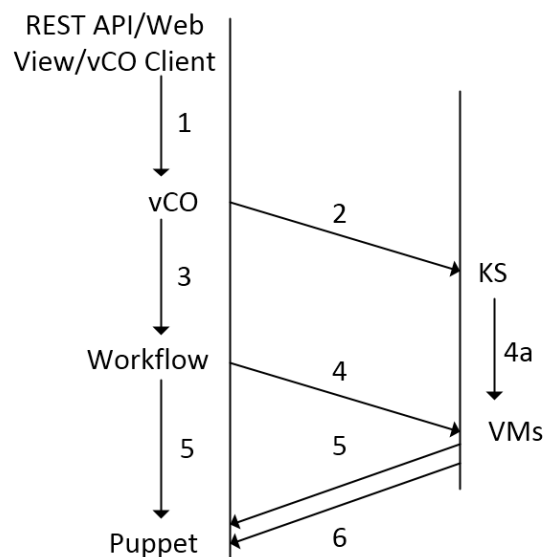 REST API/Web
View/vCO Client
1
vCO
2
KS
3
4a
Workflow
4
VMs
5
5
6
Puppet